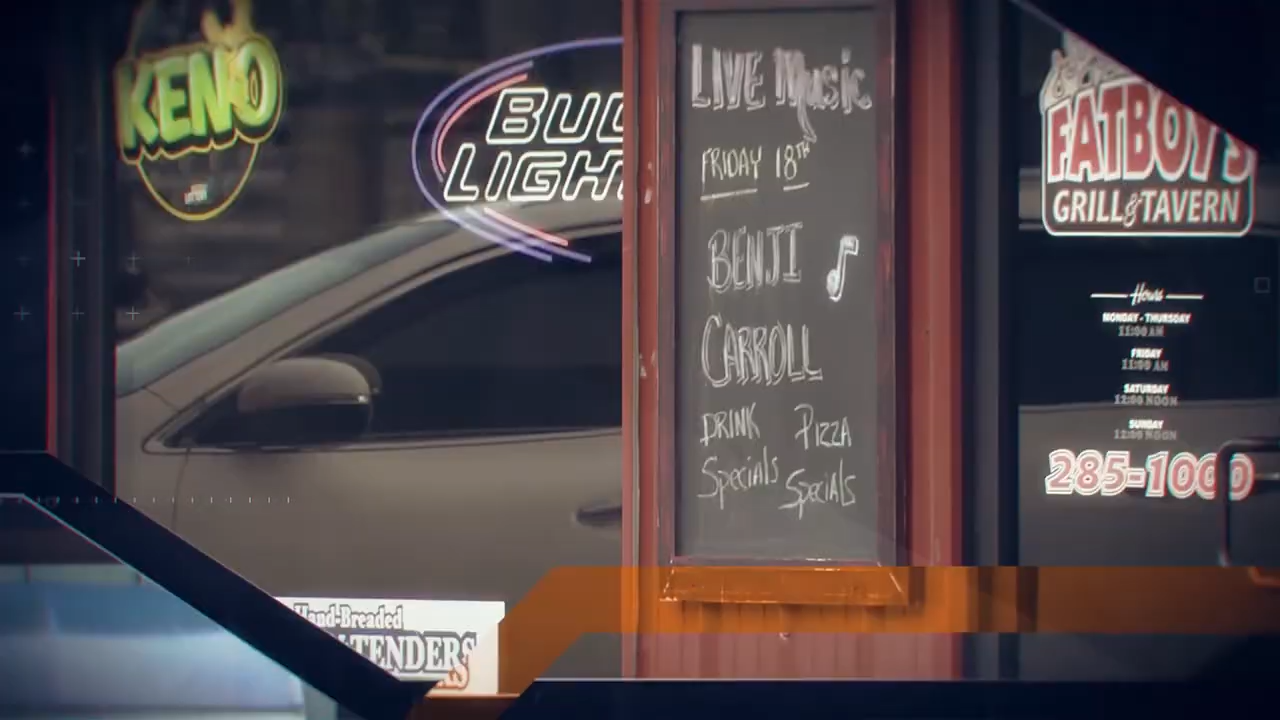 KENO
BUD
LIGHT
LIVE Music
FRIDAY 18TH
BENJI
CARROLL
DRINK
Specials
PIZZA
Specials
FATBOY'S
GRILL & TAVERN
Hours
MONDAY - THURSDAY
11:00 AM
FRIDAY
11:00 AM
SATURDAY
12:00 NOON
SUNDAY
12:00 NOON
285-1000
Hand-Breaded
TENDERS